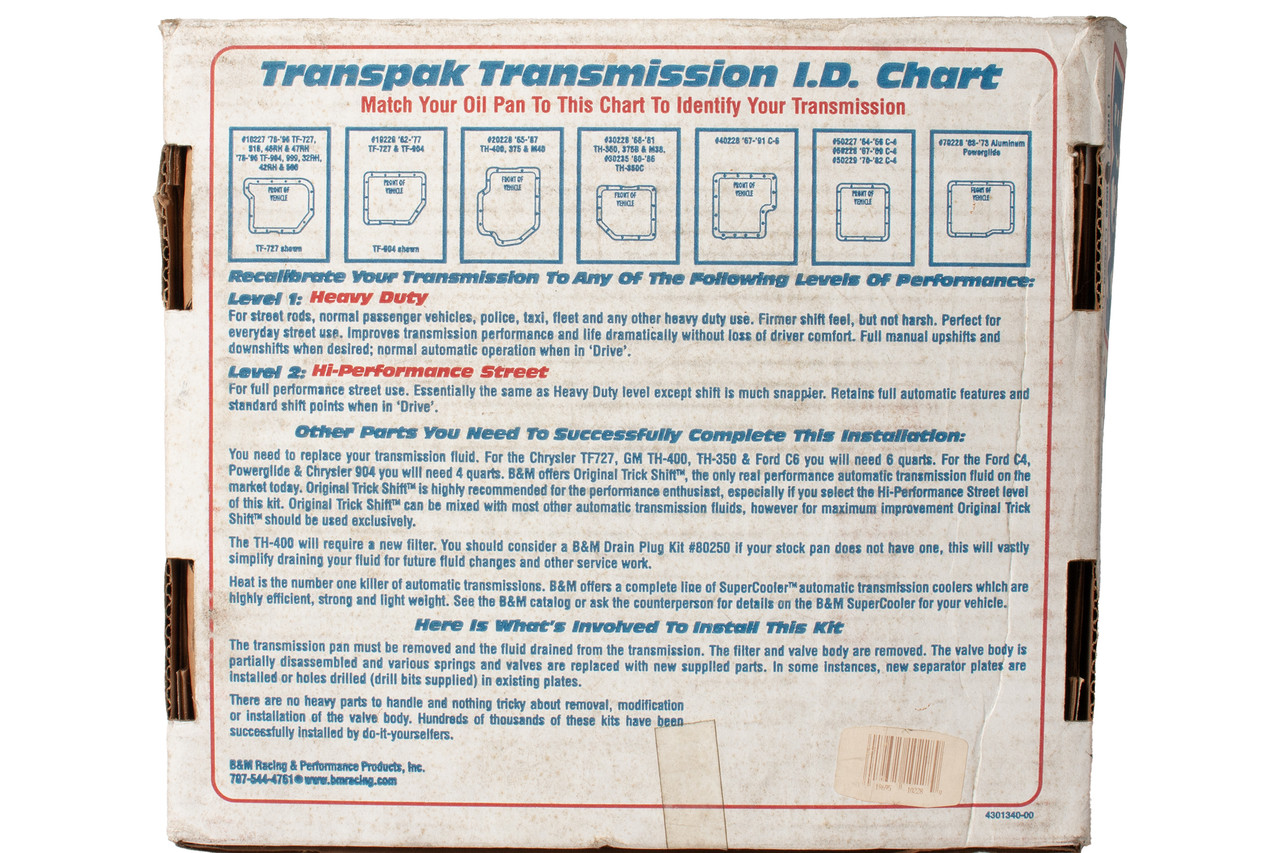 Transpak Transmission I.D. Chart
Match Your Oil Pan To This Chart To Identify Your Transmission
#10227 '78-'96 TF-727,
518, 46RH & 47RH
'78-'96 TF-904, 999, 32RH,
42RH & 500
FRONT OF
VEHICLE
TF-727 shown
#10226 '62-'77
TF-727 & TF-904
FRONT OF
VEHICLE
TF-904 shown
#20228 '65-'87
TH-400, 375 & M40
FRONT OF
VEHICLE
#30228 '68-'81
TH-350, 375B & M38,
'80-'86
TH-350C
FRONT OF
VEHICLE
#40228 '67-'91 C-6
FRONT OF
VEHICLE
#50227 '64-'66 C-4
'67-'69 C-4
#50229 '70-'82 C-4
FRONT OF
VEHICLE
#70228 Aluminum
Powerglide
FRONT OF
VEHICLE
Recalibrate Your Transmission To Any Of The Following Levels Of Performance:
Level 1: Heavy Duty
For street rods, normal passenger vehicles, police, taxi, fleet and any other heavy duty use. Firmer shift feel, but not harsh. Perfect for
everyday street use. Improves transmission performance and life dramatically without loss of driver comfort. Full manual upshifts and
downshifts when desired; normal automatic operation when in 'Drive'.
Level 2: Hi-Performance Street
For full performance street use. Essentially the same as Heavy Duty level except shift is much snappier. Retains full automatic features and
standard shift points when in 'Drive'.
Other Parts You Need To Successfully Complete This Installation:
You need to replace your transmission fluid. For the Chrysler TF727, GM TH-400, TH-350 & Ford C6 you will need 6 quarts. For the Ford C4,
Powerglide & Chrysler 904 you will need 4 quarts. B&M offers Original Trick Shift™, the only real performance automatic transmission fluid on the
market today. Original Trick Shift™ is highly recommended for the performance enthusiast, especially if you select the Hi-Performance Street level
of this kit. Original Trick Shift™ can be mixed with most other automatic transmission fluids, however for maximum improvement Original Trick
Shift™ should be used exclusively.
The TH-400 will require a new filter. You should consider a B&M Drain Plug Kit #80250 if your stock pan does not have one, this will vastly
simplify draining your fluid for future fluid changes and other service work.
Heat is the number one killer of automatic transmissions. B&M offers a complete line of SuperCooler™ automatic transmission coolers which are
highly efficient, strong and light weight. See the B&M catalog or ask the counterperson for details on the B&M SuperCooler for your vehicle.
Here Is What's Involved To Install This Kit
The transmission pan must be removed and the fluid drained from the transmission. The filter and valve body are removed. The valve body is
partially disassembled and various springs and valves are replaced with new supplied parts. In some instances, new separator plates are
installed or holes drilled (drill bits supplied) in existing plates.
There are no heavy parts to handle and nothing tricky about removal, modification
or installation of the valve body. Hundreds of thousands of these kits have been
successfully installed by do-it-yourselfers.
B&M Racing & Performance Products, Inc.
707-544-4761 • www.bmracing.com
4301340-00